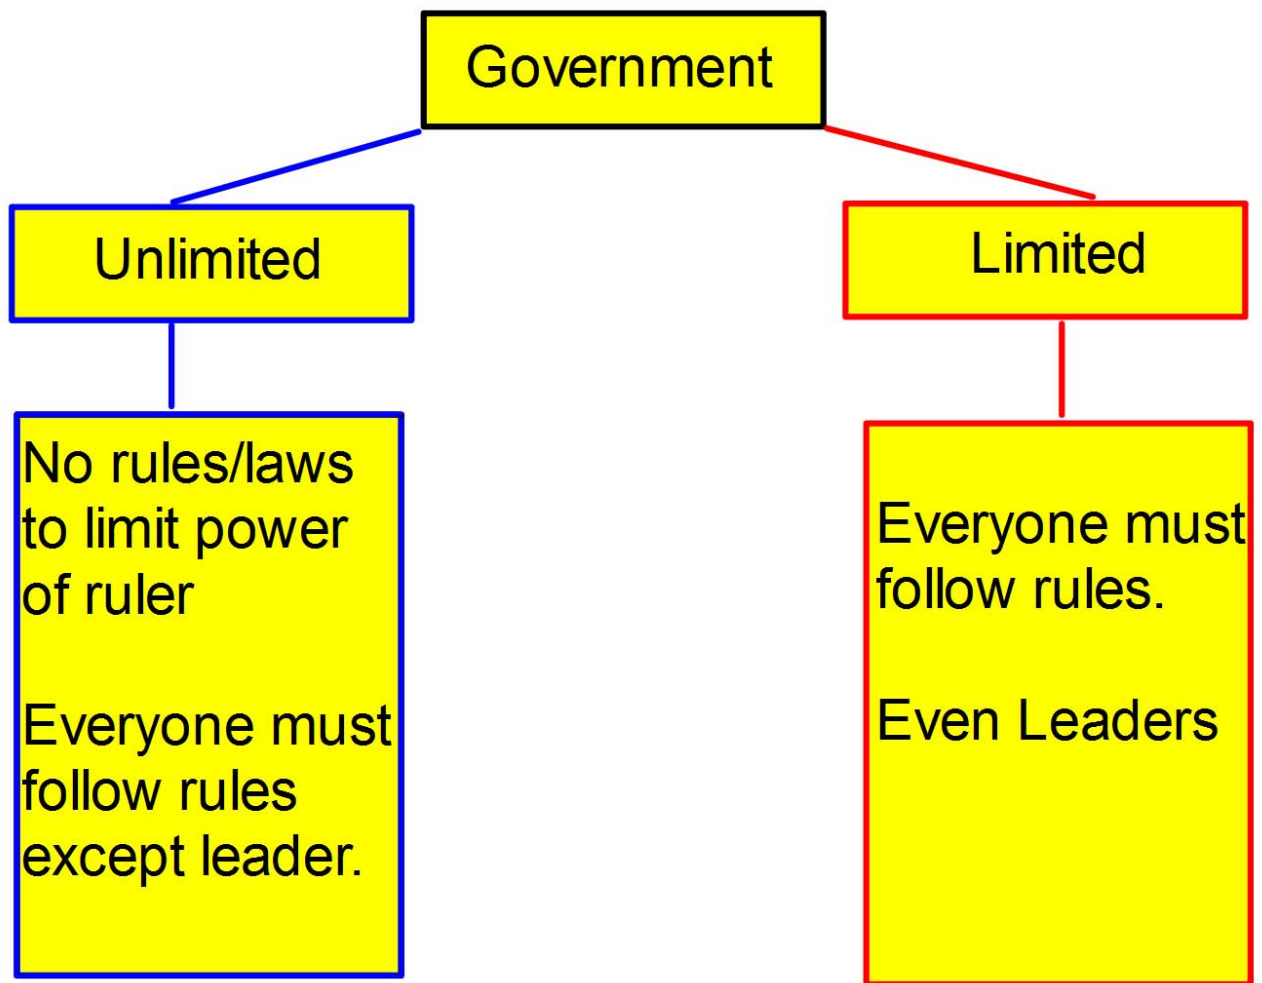 Government
Unlimited
Limited
No rules/laws
to limit power
of ruler
Everyone must
follow rules
except leader.
Everyone must
follow rules.
Even Leaders